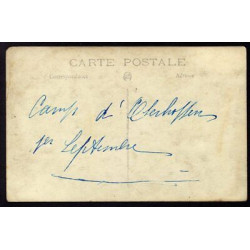 CARTE POSTALE
Correspondance Adresse
Camp d'Oberhoffen
1er Septembre